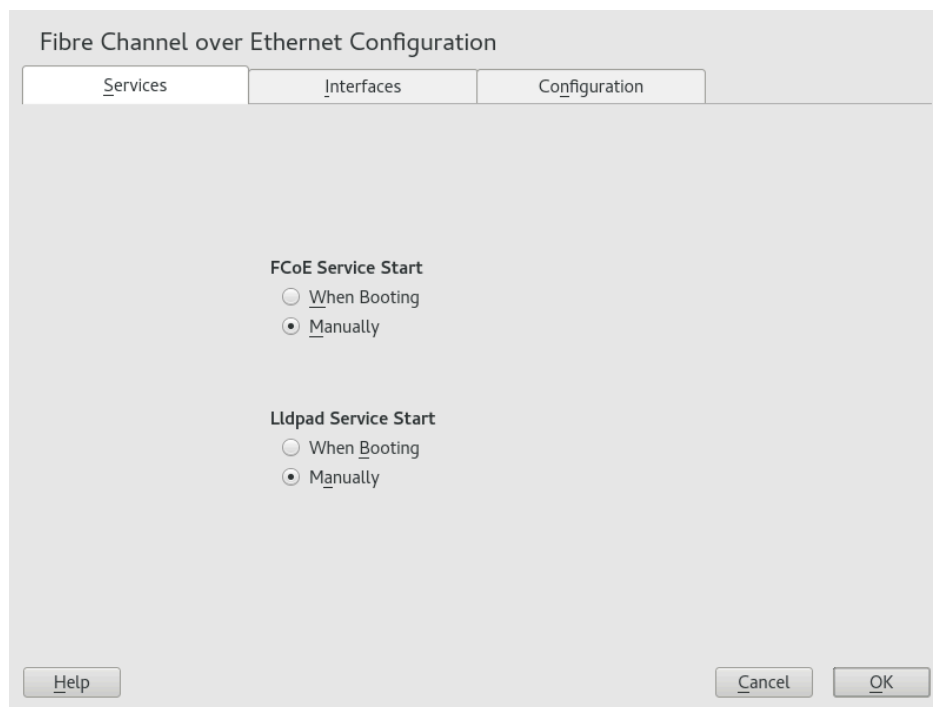 Fibre Channel over Ethernet Configuration
Services Interfaces Configuration
FCoE Service Start
When Booting
Manually
Lldpad Service Start
When Booting
Manually
Help Cancel OK